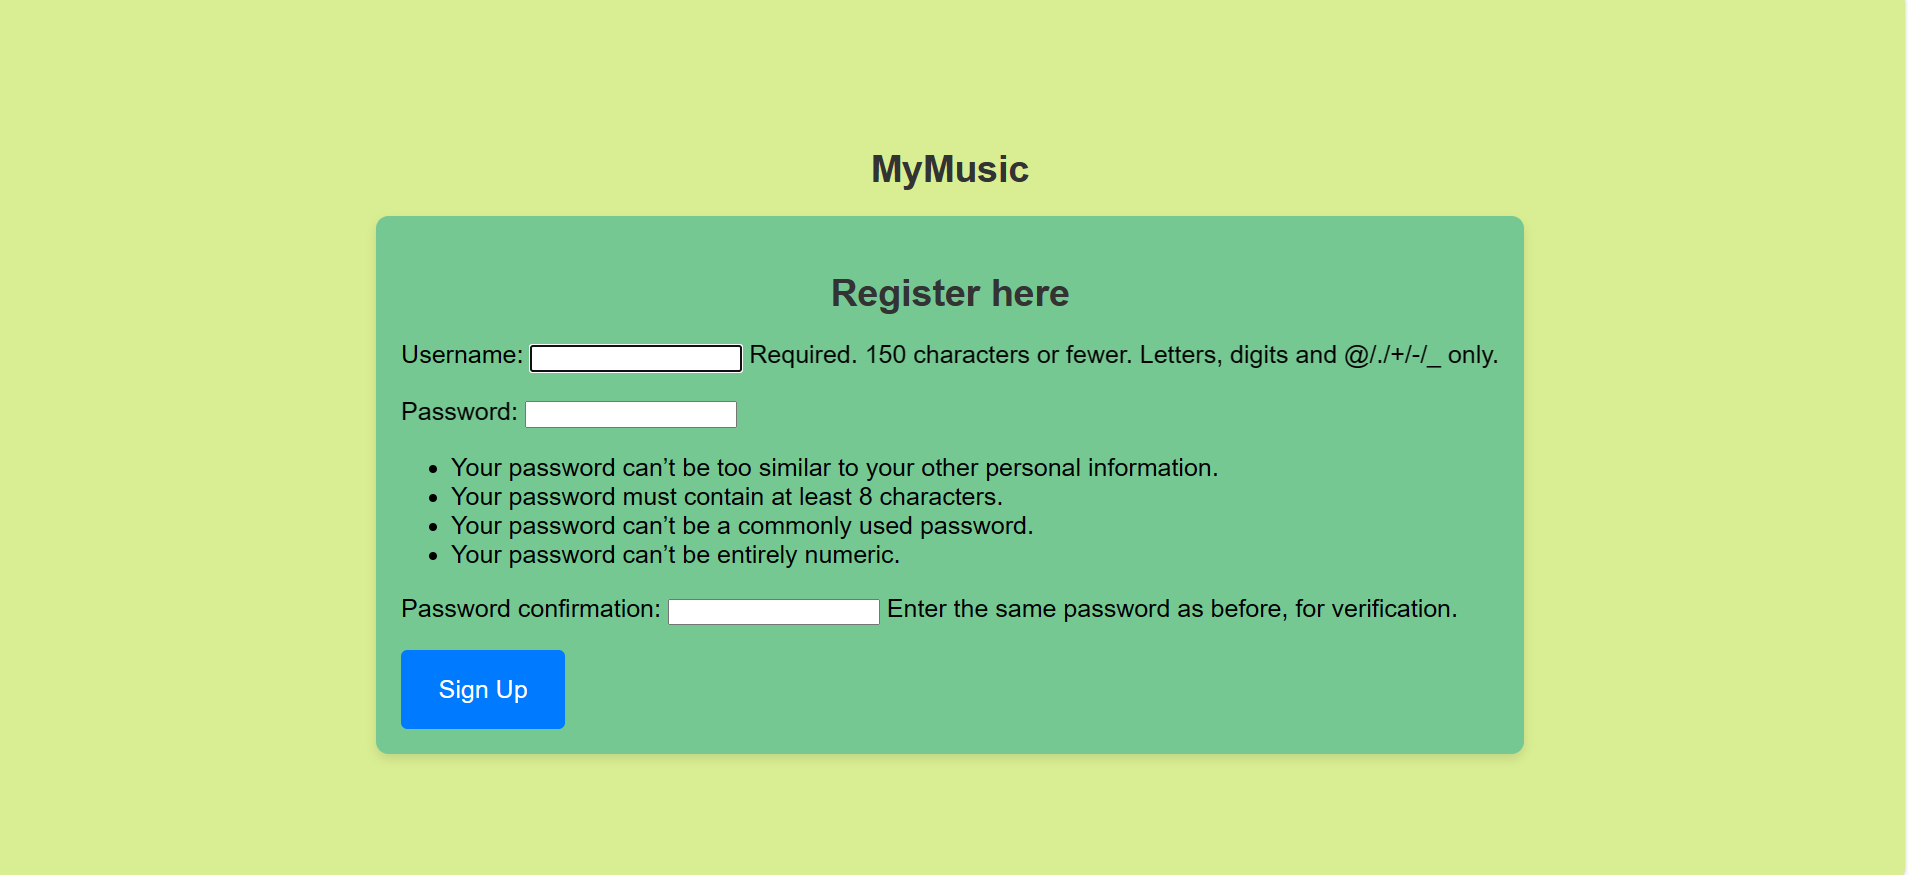 MyMusic
Register here
Username: Required. 150 characters or fewer. Letters, digits and @/./+/-/_ only.
Password:
• Your password can’t be too similar to your other personal information.
• Your password must contain at least 8 characters.
• Your password can’t be a commonly used password.
• Your password can’t be entirely numeric.
Password confirmation: Enter the same password as before, for verification.
Sign Up